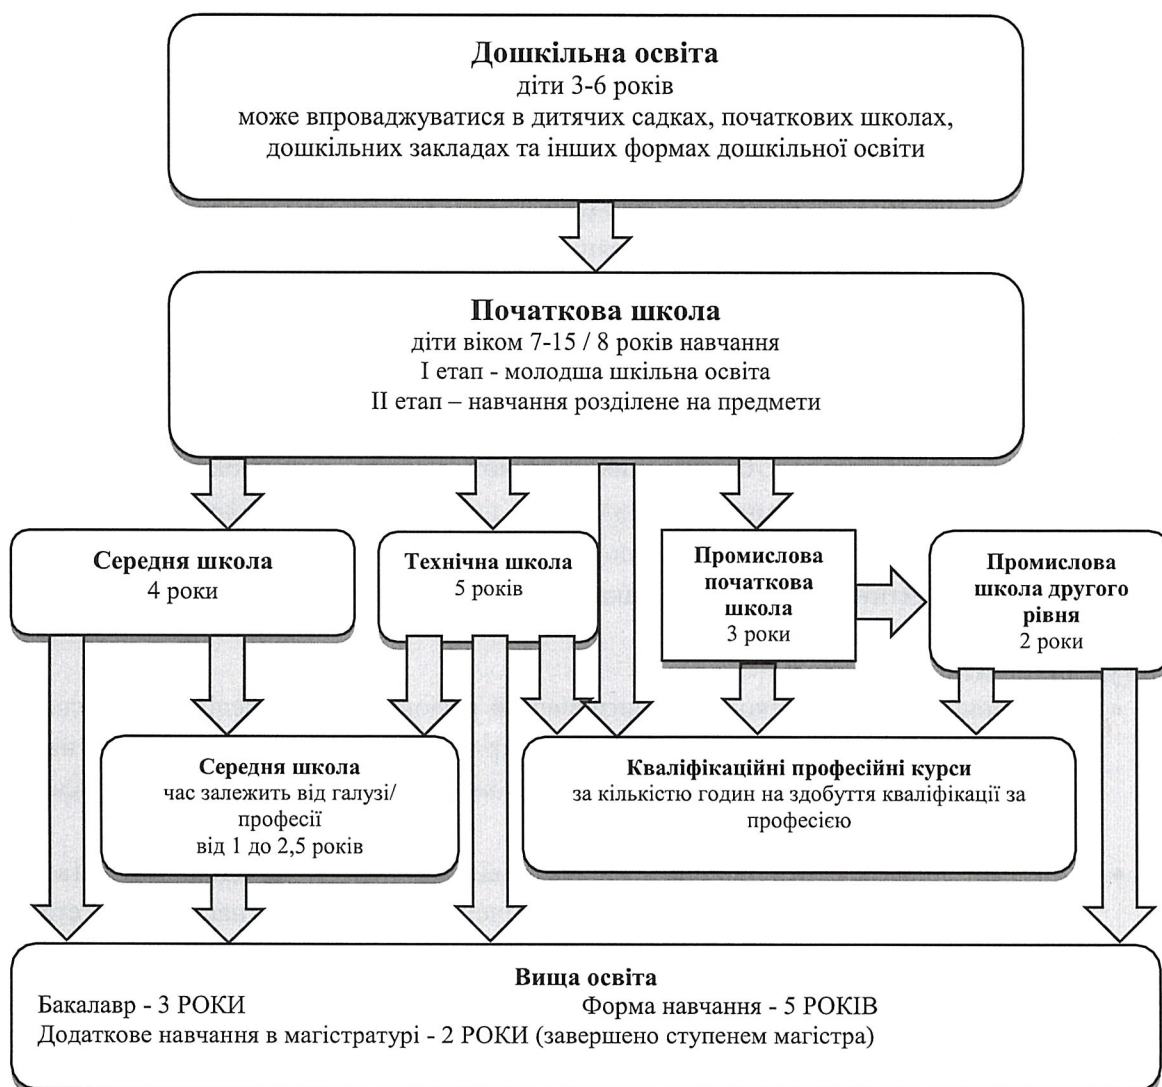 Дошкільна освіта
діти 3-6 років
може впроваджуватися в дитячих садках, початкових школах,
дошкільних закладах та інших формах дошкільної освіти
Початкова школа
діти віком 7-15 / 8 років навчання
І етап - молодша шкільна освіта
ІІ етап – навчання розділене на предмети
Середня школа
4 роки
Технічна школа
5 років
Промислова
початкова
школа
3 роки
Промислова
школа другого
рівня
2 роки
Середня школа
час залежить від галузі/
професії
від 1 до 2,5 років
Кваліфікаційні професійні курси
за кількістю годин на здобуття кваліфікації за
професією
Вища освіта
Бакалавр - 3 РОКИ Форма навчання - 5 РОКІВ
Додаткове навчання в магістратурі - 2 РОКИ (завершено ступенем магістра)